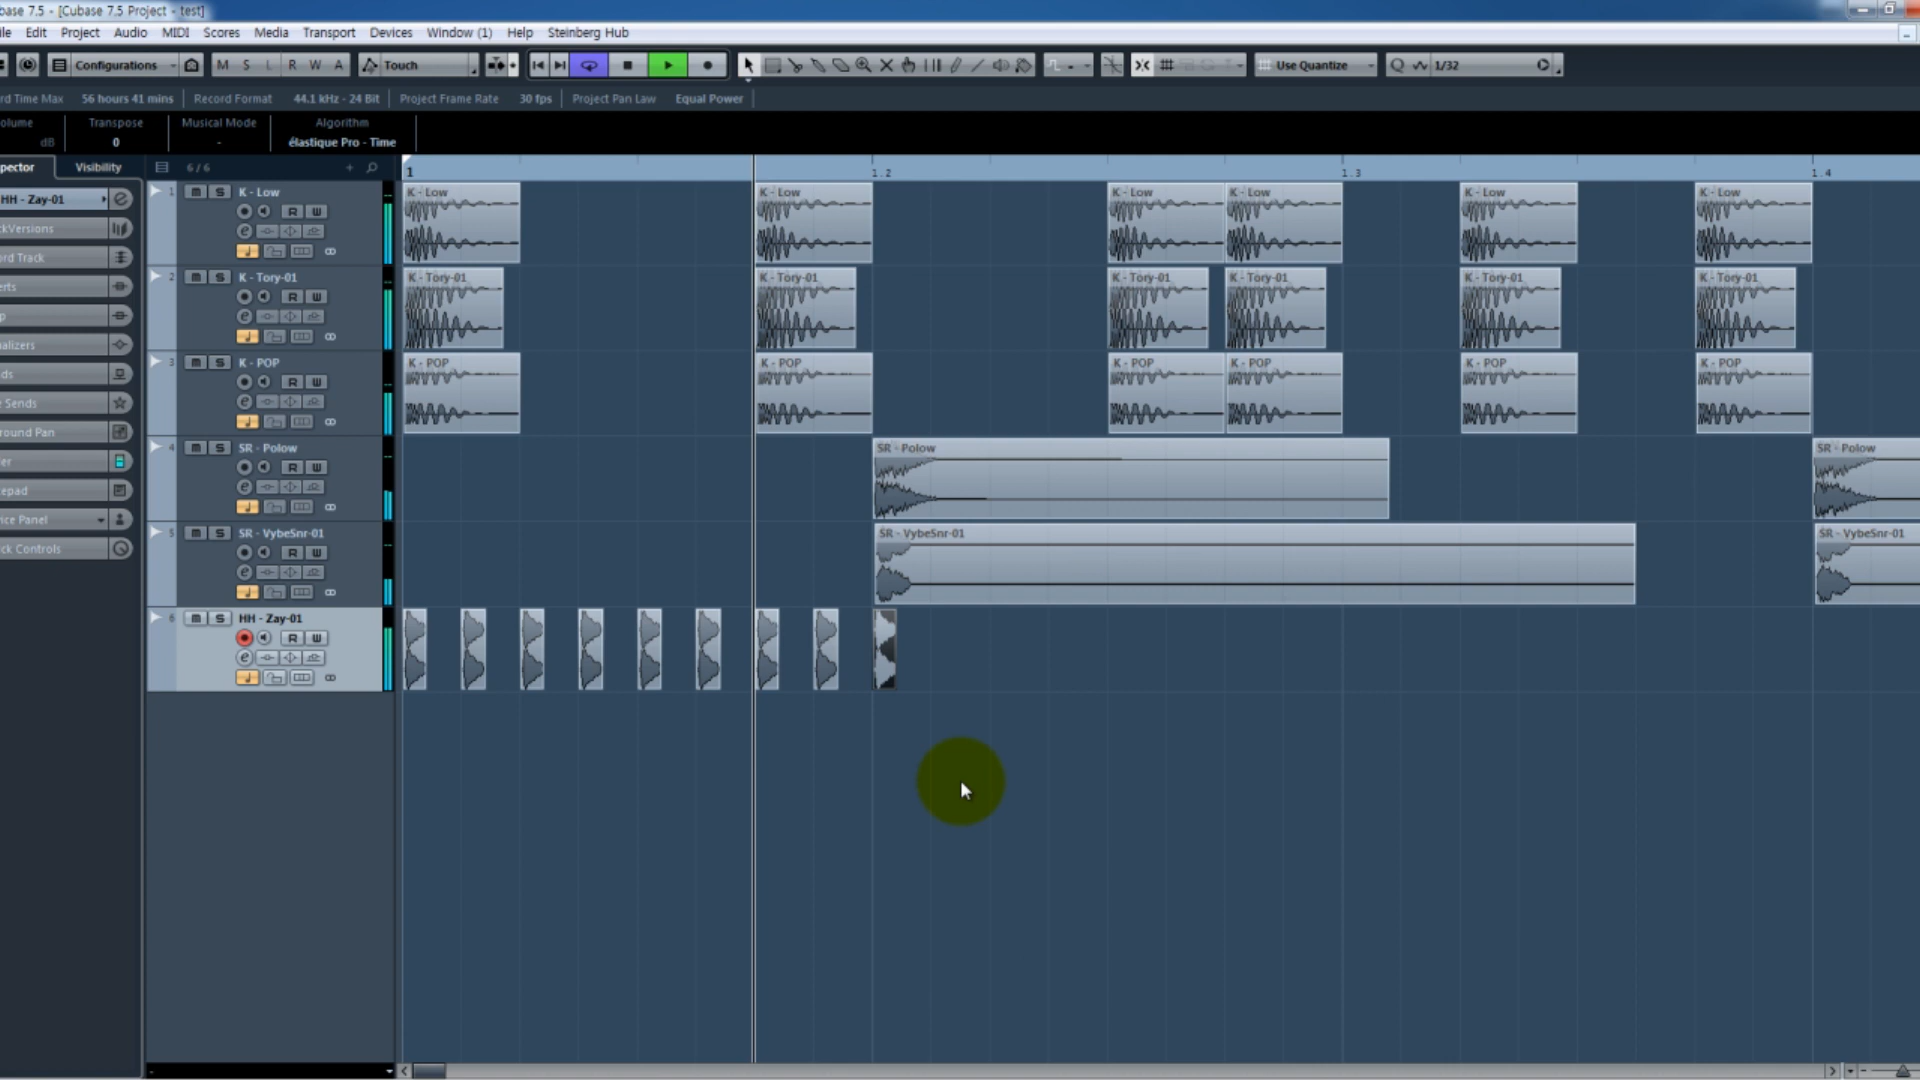 base 7.5 - [Cubase 7.5 Project - test]
ile Edit Project Audio MIDI Scores Media Transport Devices Window (1) Help Steinberg Hub
Configurations M S L R W A Touch Use Quantize Q 1/32
rd Time Max 56 hours 41 mins Record Format 44.1 kHz - 24 Bit Project Frame Rate 30 fps Project Pan Law Equal Power
olume Transpose Musical Mode Algorithm
dB 0 - élastique Pro - Time
pector Visibility 6 / 6 1 1.2 1.3 1.4
HH - Zay-01
ckVersions
ord Track
erts
p
ualizers
ds
e Sends
round Pan
er
epad
ice Panel
ck Controls
1 m S K - Low
R W
2 m S K - Tory-01
R W
3 m S K - POP
R W
4 m S SR - Polow
R W
5 m S SR - VybeSnr-01
R W
6 m S HH - Zay-01
R W
K - Low K - Low K - Low K - Low K - Low K - Low
K - Tory-01 K - Tory-01 K - Tory-01 K - Tory-01 K - Tory-01 K - Tory-01
K - POP K - POP K - POP K - POP K - POP K - POP
SR - Polow SR - Polow
SR - VybeSnr-01 SR - VybeSnr-01